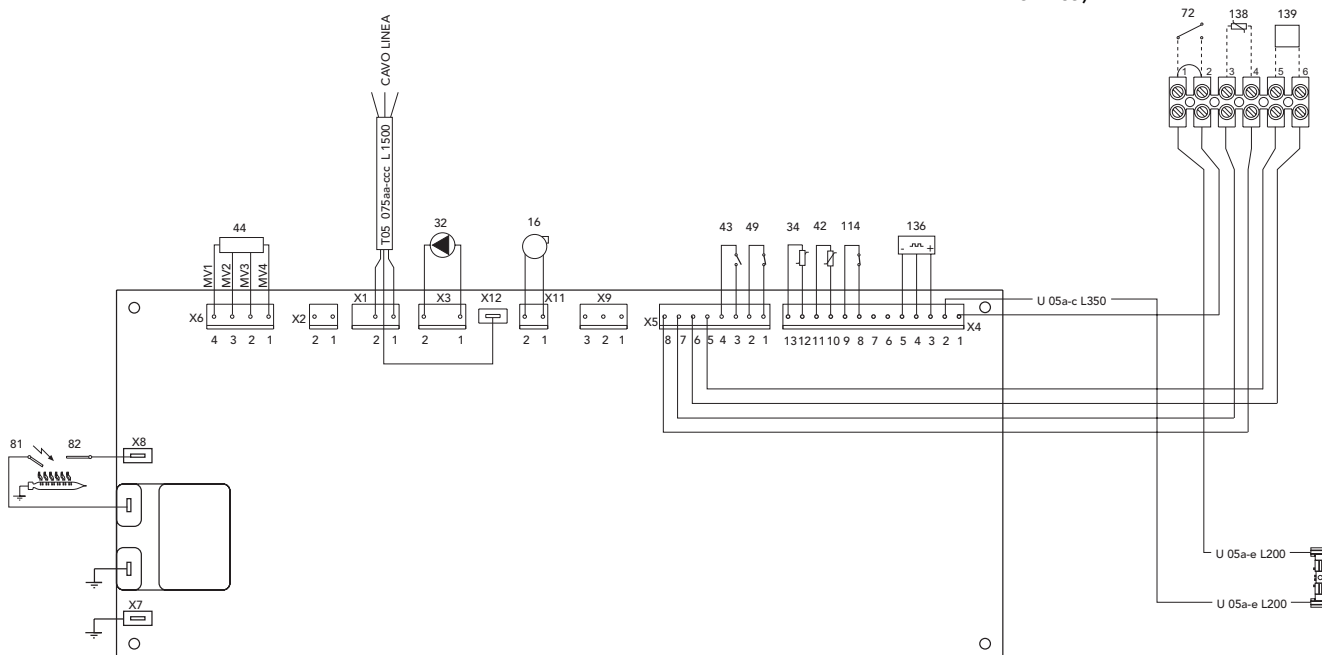 72 138 139
1 2 3 4 5 6
CAVO LINEA
T05 075aa-ccc L 1500
44
MV1
MV2
MV3
MV4
32
16
43 49 34 42 114 136
- +
X6 X2 X1 X3 X12 X11 X9 X5 X4
U 05a-c L350
4 3 2 1
2 1
2 1
2 1
2 1
3 2 1
8 7 6 5 4 3 2 1
13 12 11 10 9 8 7 6 5 4 3 2 1
81 82 X8
U 05a-e L200
X7
U 05a-e L200